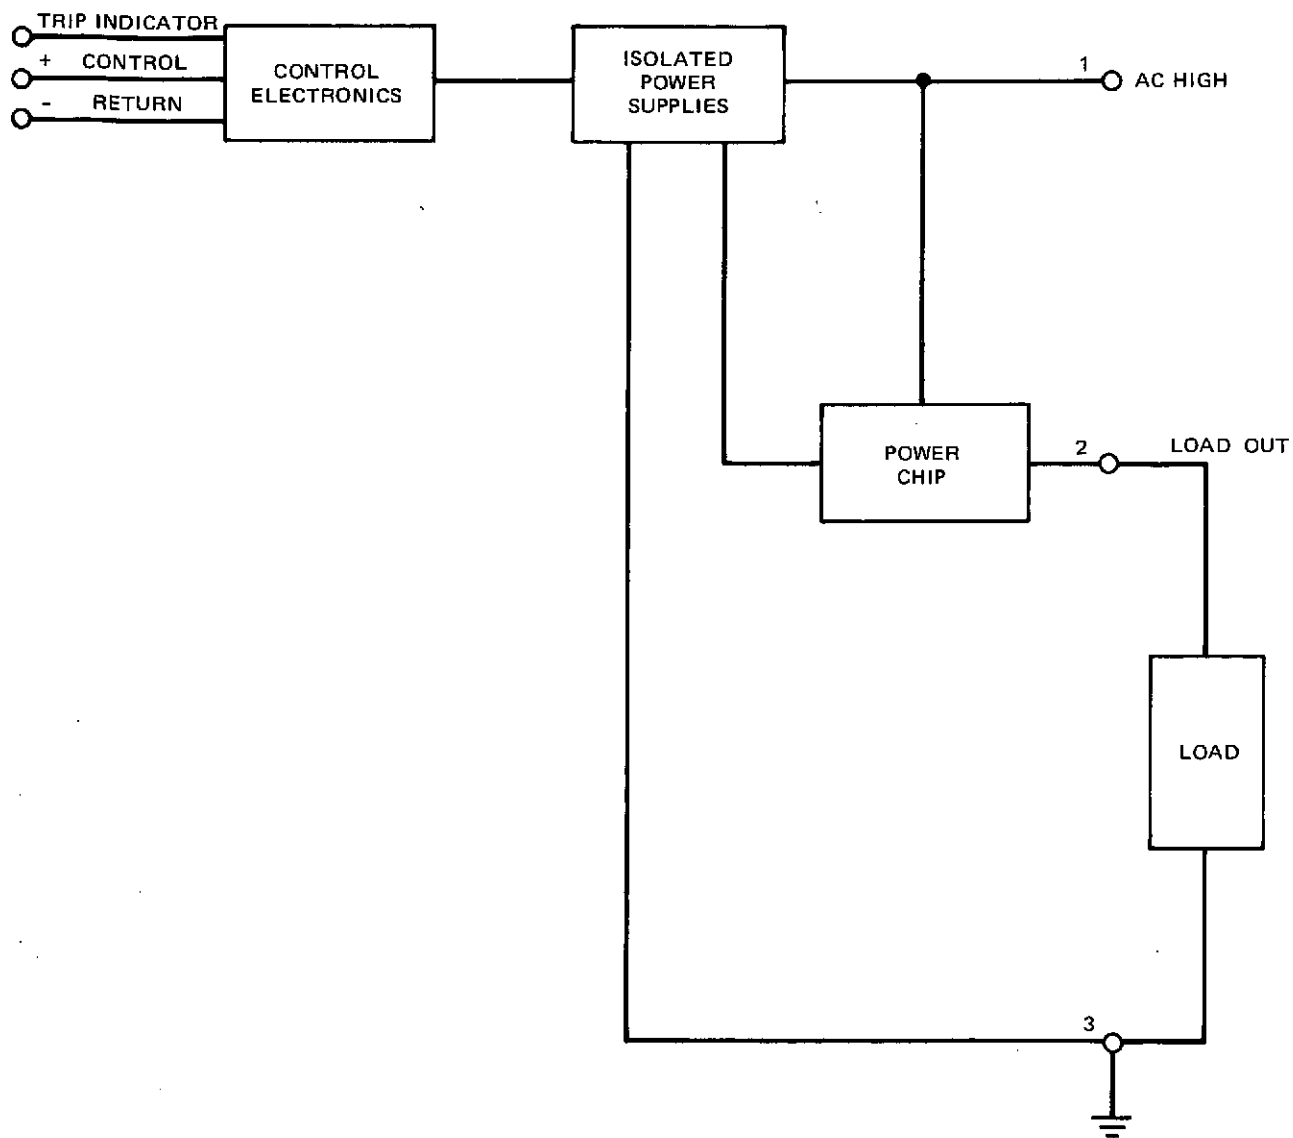 TRIP INDICATOR
+ CONTROL
- RETURN
CONTROL
ELECTRONICS
ISOLATED
POWER
SUPPLIES
1
AC HIGH
POWER
CHIP
2
LOAD OUT
LOAD
3